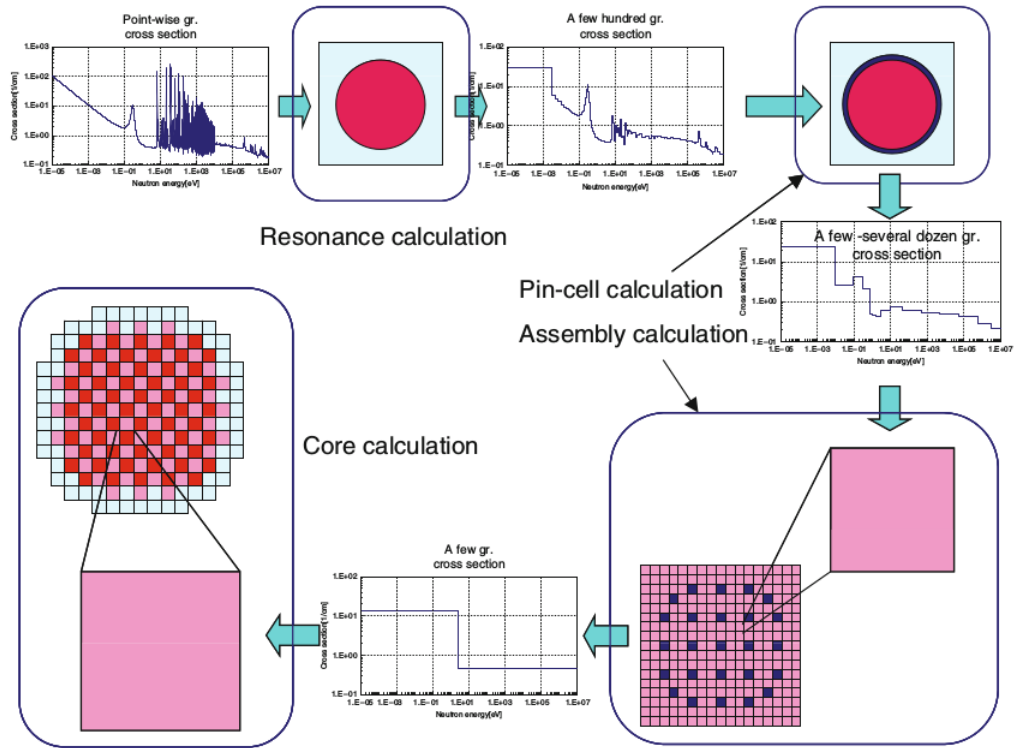 Point-wise gr.
cross section
Cross section[1/cm]
1.E+03
1.E+02
1.E+01
1.E+00
1.E-01
1.E-05 1.E-03 1.E-01 1.E+01 1.E+03 1.E+05 1.E+07
Neutron energy[eV]
A few hundred gr.
cross section
Cross section[1/cm]
1.E+02
1.E+01
1.E+00
1.E-01
1.E-05 1.E-03 1.E-01 1.E+01 1.E+03 1.E+05 1.E+07
Neutron energy[eV]
Resonance calculation
A few -several dozen gr.
cross section
Cross section[1/cm]
1.E+02
1.E+01
1.E+00
1.E-01
1.E-05 1.E-03 1.E-01 1.E+01 1.E+03 1.E+05 1.E+07
Neutron energy[eV]
Pin-cell calculation
Assembly calculation
Core calculation
A few gr.
cross section
Cross section[1/cm]
1.E+02
1.E+01
1.E+00
1.E-01
1.E-05 1.E-03 1.E-01 1.E+01 1.E+03 1.E+05 1.E+07
Neutron energy[eV]